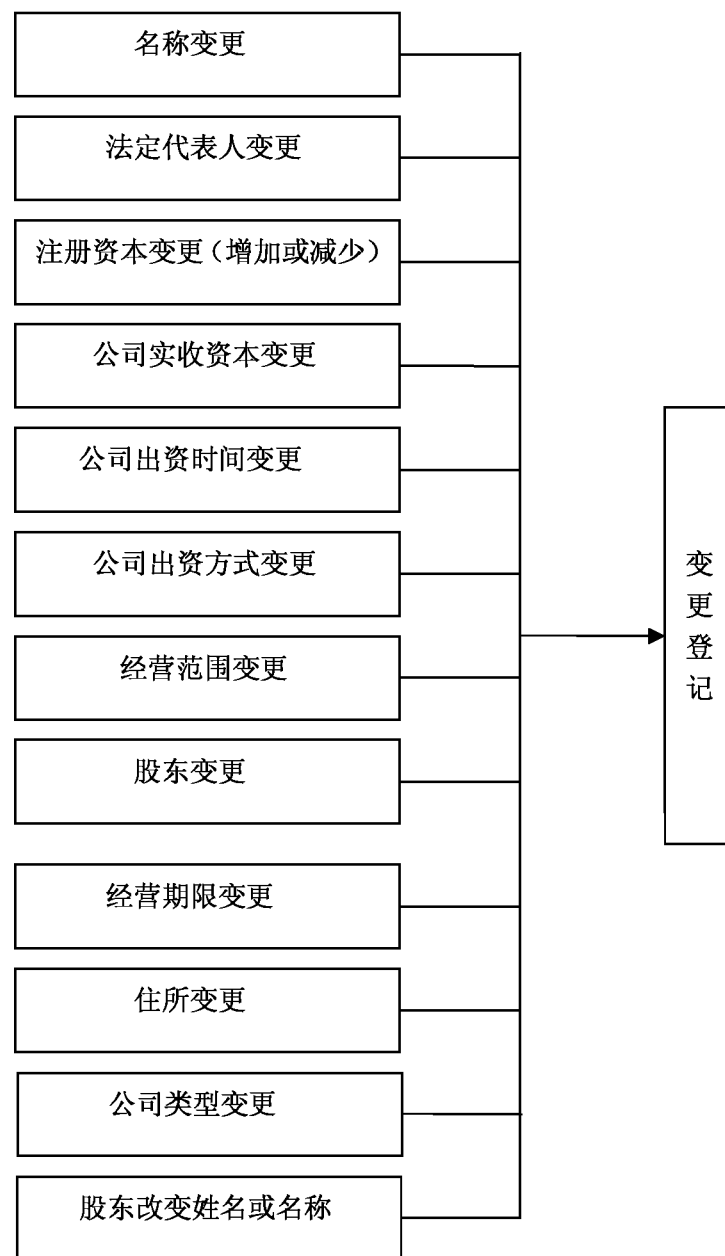 名称变更
法定代表人变更
注册资本变更（增加或减少）
公司实收资本变更
公司出资时间变更
公司出资方式变更
经营范围变更
股东变更
经营期限变更
住所变更
公司类型变更
股东改变姓名或名称
变
更
登
记